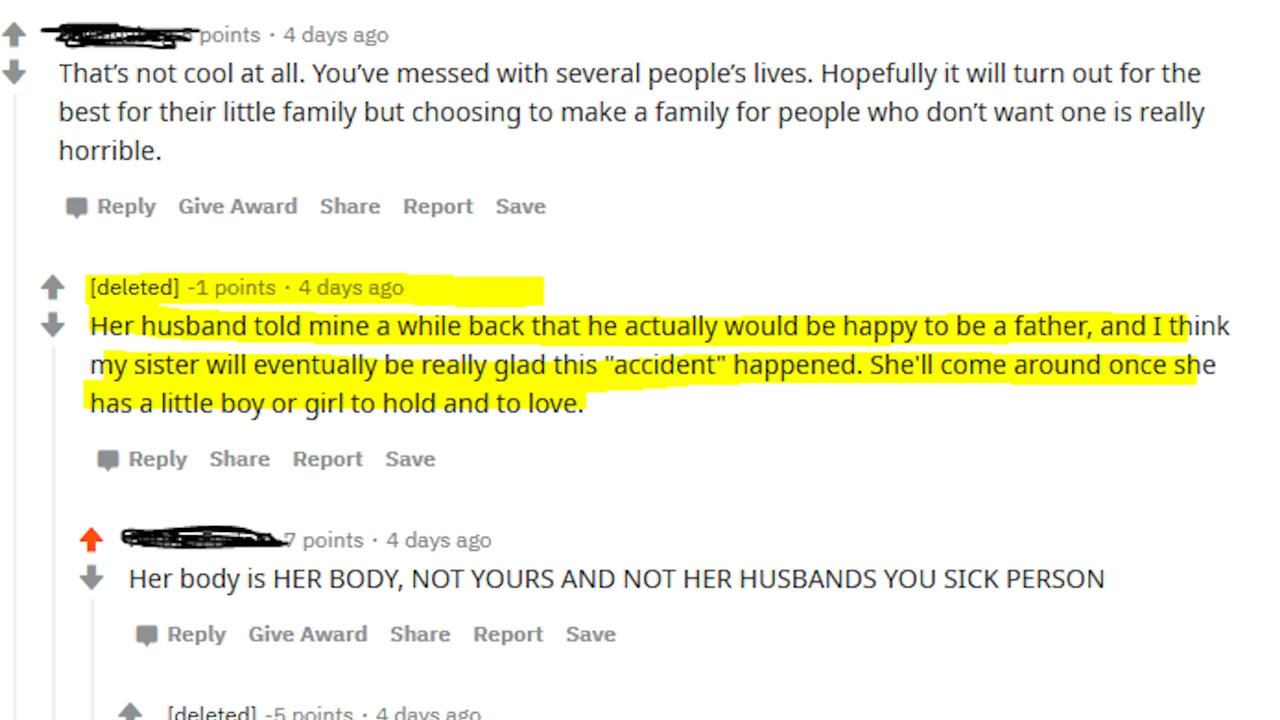 points · 4 days ago
That’s not cool at all. You’ve messed with several people’s lives. Hopefully it will turn out for the
best for their little family but choosing to make a family for people who don’t want one is really
horrible.
Reply Give Award Share Report Save
[deleted] -1 points · 4 days ago
Her husband told mine a while back that he actually would be happy to be a father, and I think
my sister will eventually be really glad this "accident" happened. She'll come around once she
has a little boy or girl to hold and to love.
Reply Share Report Save
7 points · 4 days ago
Her body is HER BODY, NOT YOURS AND NOT HER HUSBANDS YOU SICK PERSON
Reply Give Award Share Report Save
[deleted] -5 points · 4 days ago